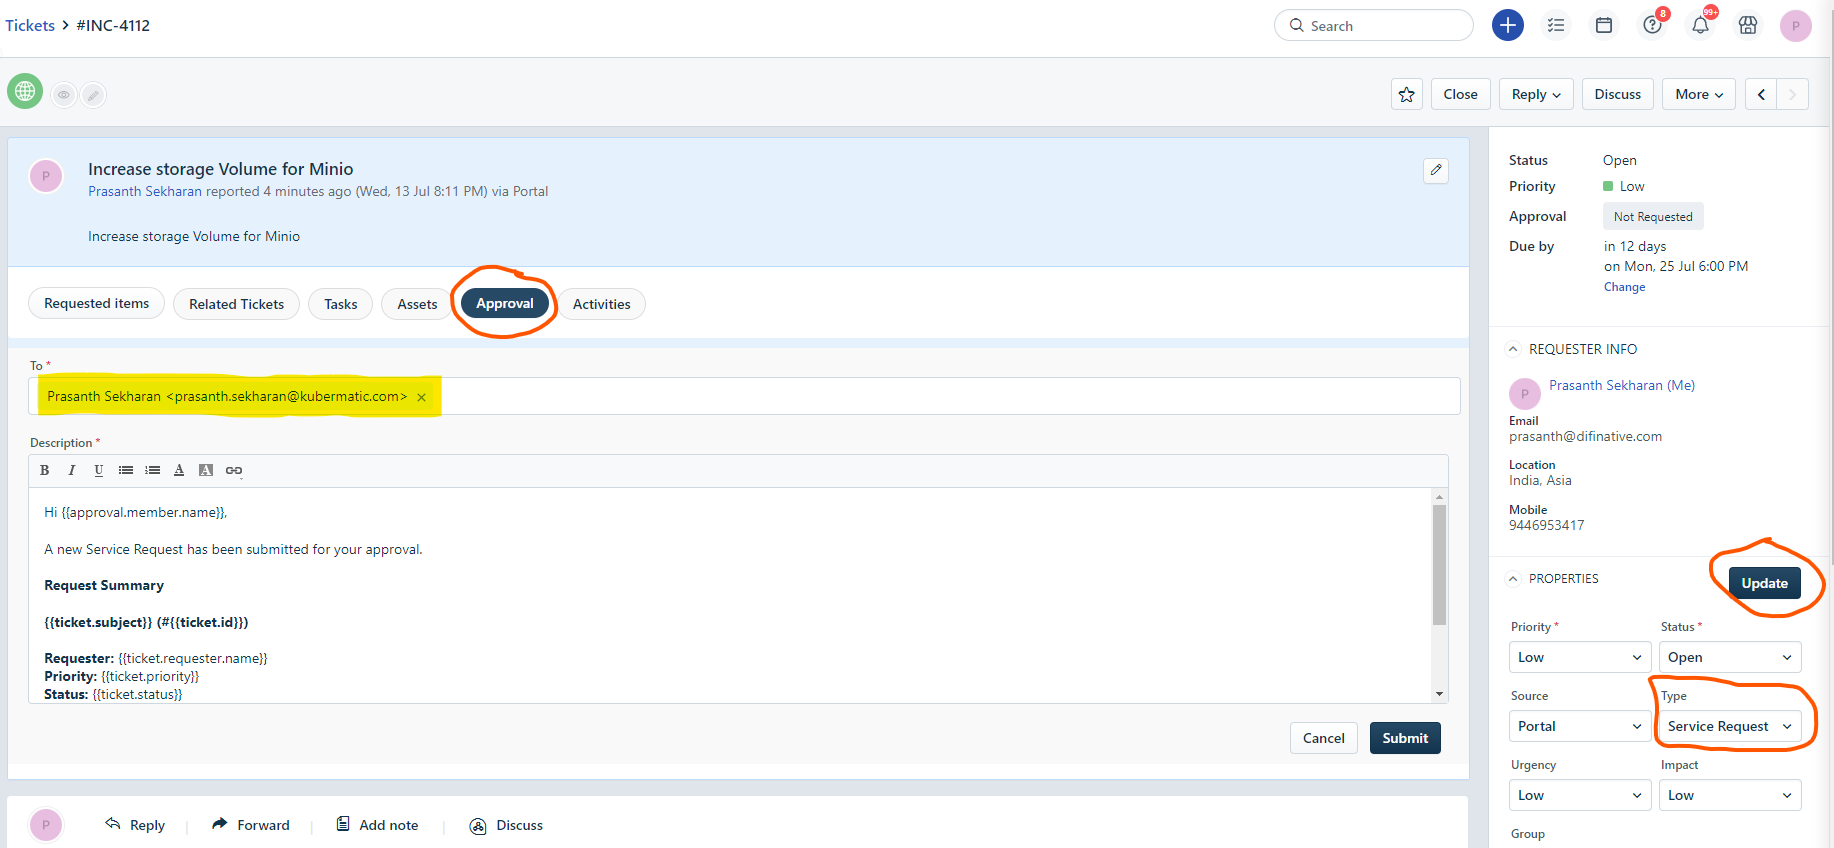 Tickets > #INC-4112
Search
8
99+
P
Close
Reply
Discuss
More
P
Increase storage Volume for Minio
Prasanth Sekharan reported 4 minutes ago (Wed, 13 Jul 8:11 PM) via Portal
Increase storage Volume for Minio
Requested items
Related Tickets
Tasks
Assets
Approval
Activities
To *
Prasanth Sekharan <prasanth.sekharan@kubermatic.com> ×
Description *
B I U A A
Hi {{approval.member.name}},
A new Service Request has been submitted for your approval.
Request Summary
{{ticket.subject}} (#{{ticket.id}})
Requester: {{ticket.requester.name}}
Priority: {{ticket.priority}}
Status: {{ticket.status}}
Cancel
Submit
P
Reply
Forward
Add note
Discuss
Status Open
Priority Low
Approval Not Requested
Due by in 12 days
on Mon, 25 Jul 6:00 PM
Change
REQUESTER INFO
P
Prasanth Sekharan (Me)
Email
prasanth@difinative.com
Location
India, Asia
Mobile
9446953417
PROPERTIES
Update
Priority * Status *
Low Open
Source Type
Portal Service Request
Urgency Impact
Low Low
Group